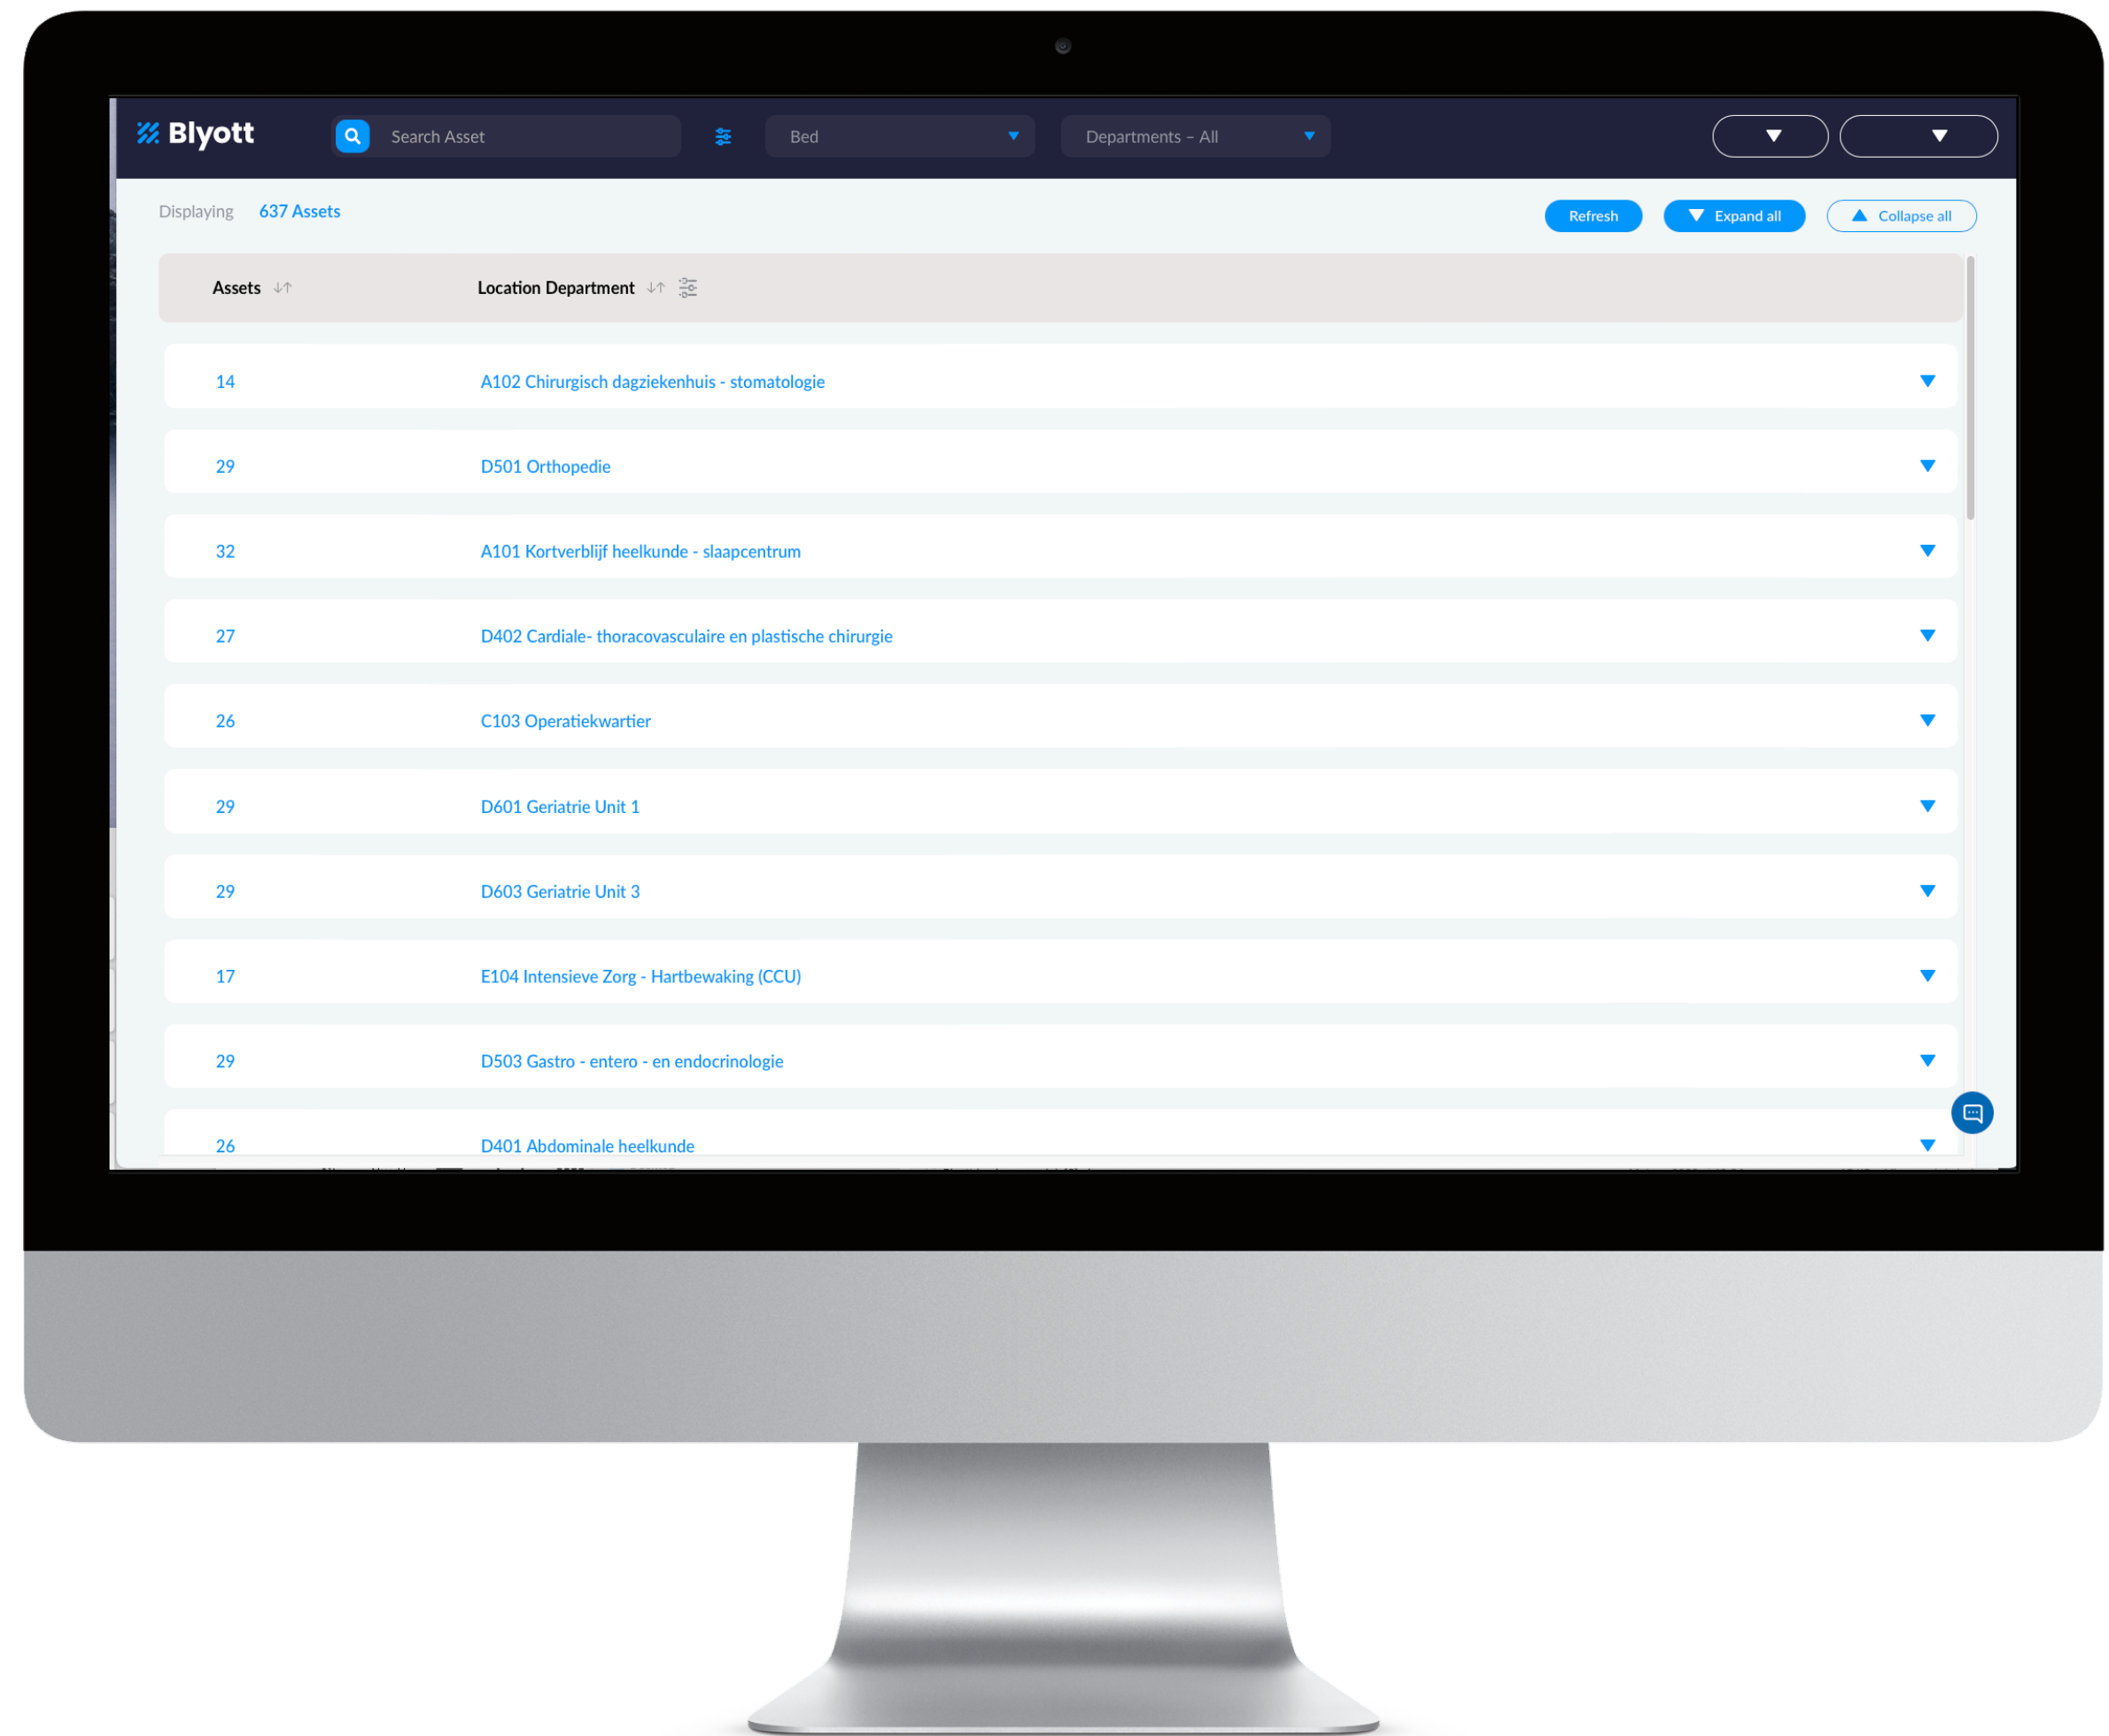 Blyott
Search Asset
Bed
Departments – All
Displaying 637 Assets
Refresh
Expand all
Collapse all
Assets
Location Department
14 A102 Chirurgisch dagziekenhuis - stomatologie
29 D501 Orthopedie
32 A101 Kortverblijf heelkunde - slaapcentrum
27 D402 Cardiale- thoracovasculaire en plastische chirurgie
26 C103 Operatiekwartier
29 D601 Geriatrie Unit 1
29 D603 Geriatrie Unit 3
17 E104 Intensieve Zorg - Hartbewaking (CCU)
29 D503 Gastro - entero - en endocrinologie
26 D401 Abdominale heelkunde